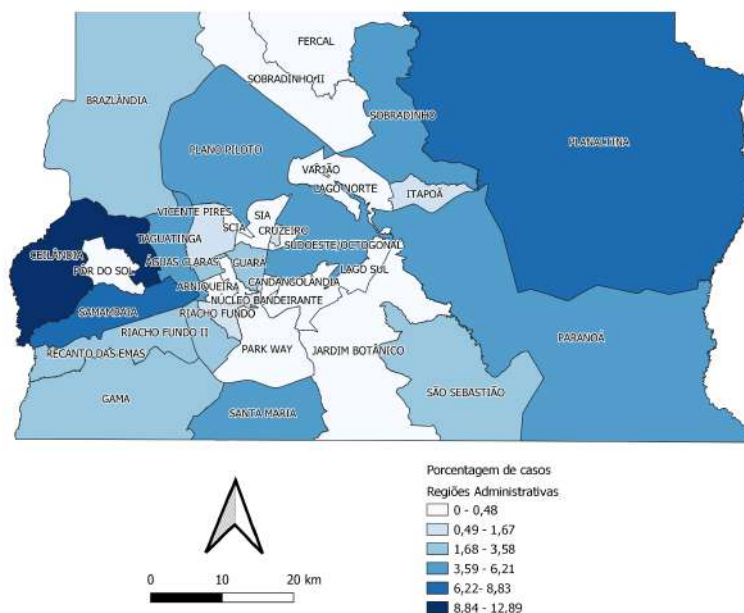 FERCAL
SOBRADINHO II
BRAZLÂNDIA
SOBRADINHO
PLANALTINA
PLANO PILOTO
VARJÃO
LAGO NORTE
ITAPOÃ
VICENTE PIRES
SIA
SCIA
CRUZEIRO
TAGUATINGA
SUDOESTE/OCTOGONAL
CEILÂNDIA
ÁGUAS CLARAS
GUARÁ
LAGO SUL
PÔR DO SOL
ARNIQUEIRA
CANDANGOLÂNDIA
NÚCLEO BANDEIRANTE
SAMAMBAIA
RIACHO FUNDO
RIACHO FUNDO II
PARANOÁ
RECANTO DAS EMAS
PARK WAY
JARDIM BOTÂNICO
SÃO SEBASTIÃO
GAMA
SANTA MARIA
Porcentagem de casos
Regiões Administrativas
0 - 0,48
0,49 - 1,67
1,68 - 3,58
3,59 - 6,21
6,22- 8,83
8,84 - 12,89
0 10 20 km